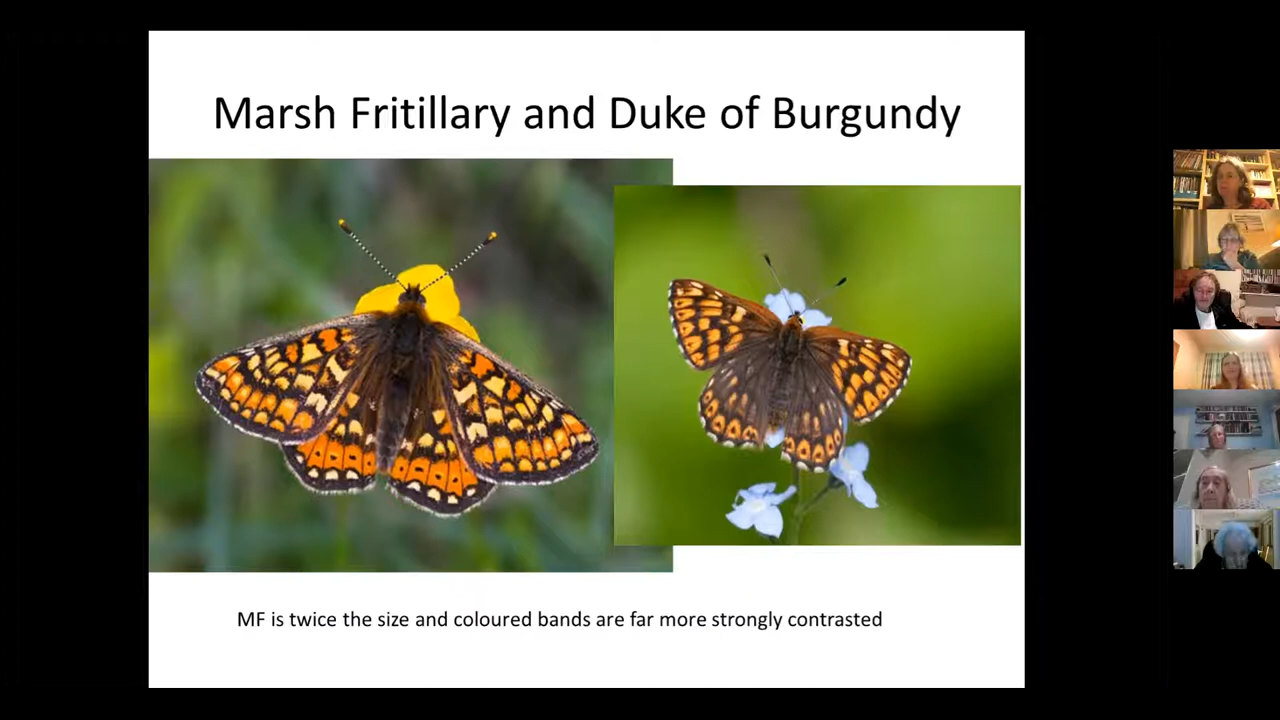 Marsh Fritillary and Duke of Burgundy
MF is twice the size and coloured bands are far more strongly contrasted